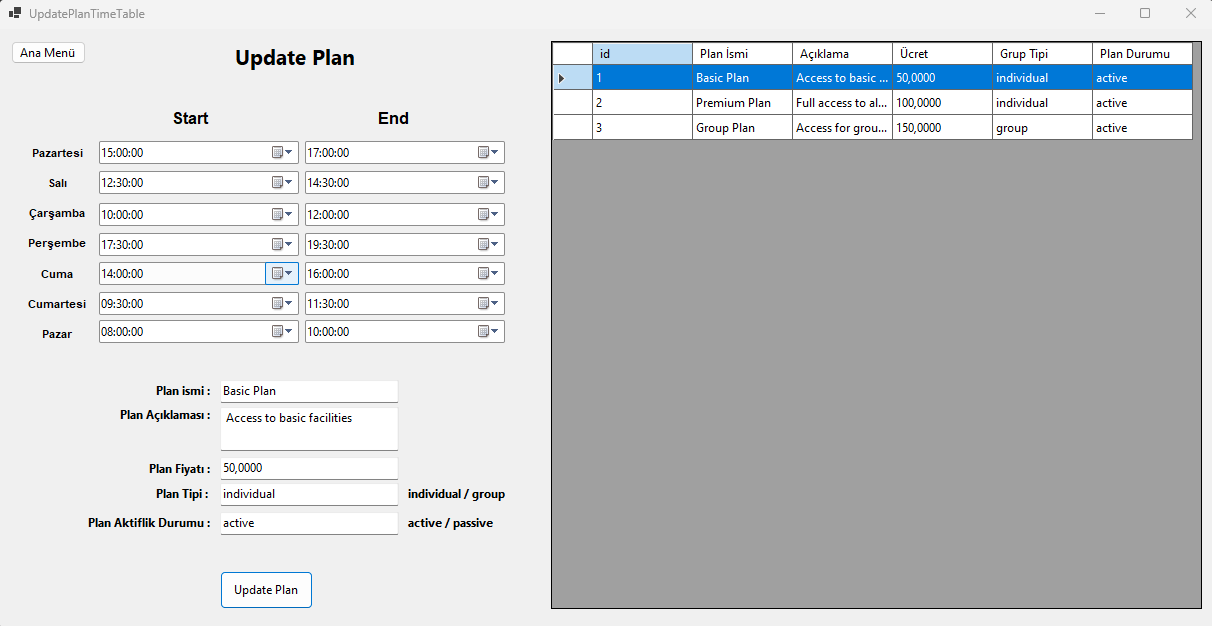 UpdatePlanTimeTable
Ana Menü
Update Plan
Start End
Pazartesi 15:00:00 17:00:00
Salı 12:30:00 14:30:00
Çarşamba 10:00:00 12:00:00
Perşembe 17:30:00 19:30:00
Cuma 14:00:00 16:00:00
Cumartesi 09:30:00 11:30:00
Pazar 08:00:00 10:00:00
Plan ismi : Basic Plan
Plan Açıklaması : Access to basic facilities
Plan Fiyatı : 50,0000
Plan Tipi : individual individual / group
Plan Aktiflik Durumu : active active / passive
Update Plan
id Plan İsmi Açıklama Ücret Grup Tipi Plan Durumu
1 Basic Plan Access to basic ... 50,0000 individual active
2 Premium Plan Full access to al... 100,0000 individual active
3 Group Plan Access for grou... 150,0000 group active